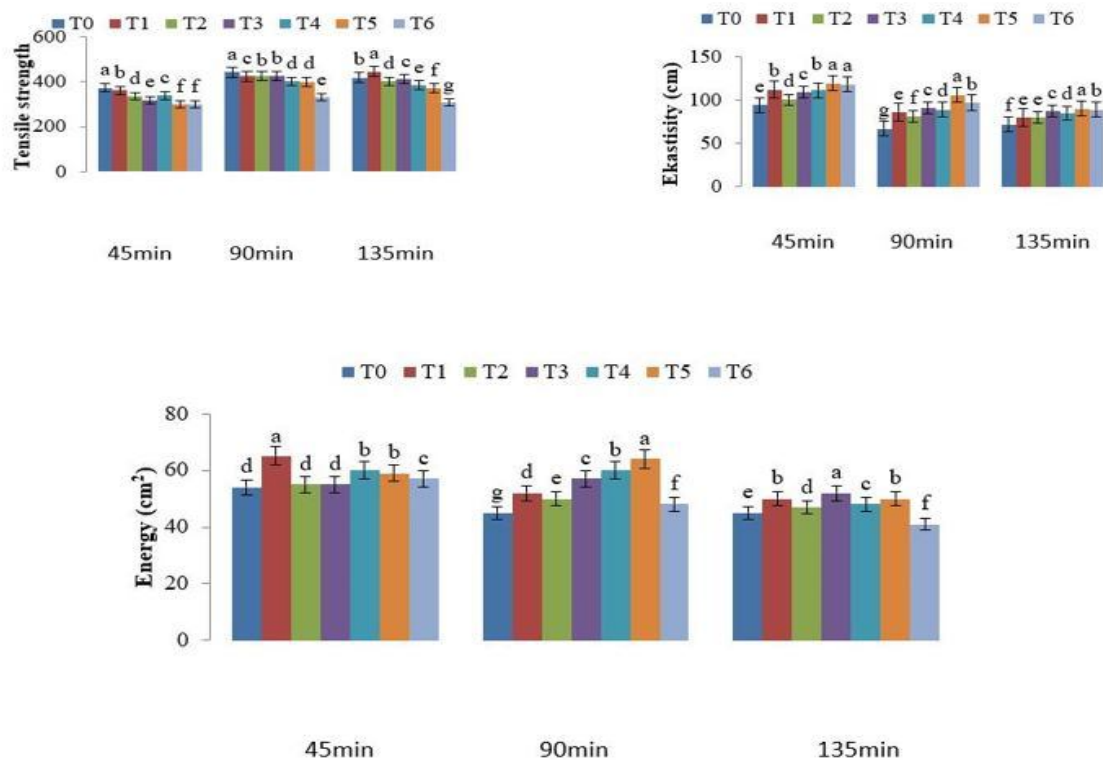 T0 T1 T2 T3 T4 T5 T6
Tensile strength
600
400
200
0
a b d e c f f
a c b b d d e
b a d c e f g
45min 90min 135min
T0 T1 T2 T3 T4 T5 T6
Ekastisity (cm)
150
100
50
0
e b d c b a a
g e f c d a b
f e e c d a b
45min 90min 135min
T0 T1 T2 T3 T4 T5 T6
Energy (cm²)
80
60
40
20
0
d a d d b b c
g d e c b a f
e b d a c b f
45min 90min 135min